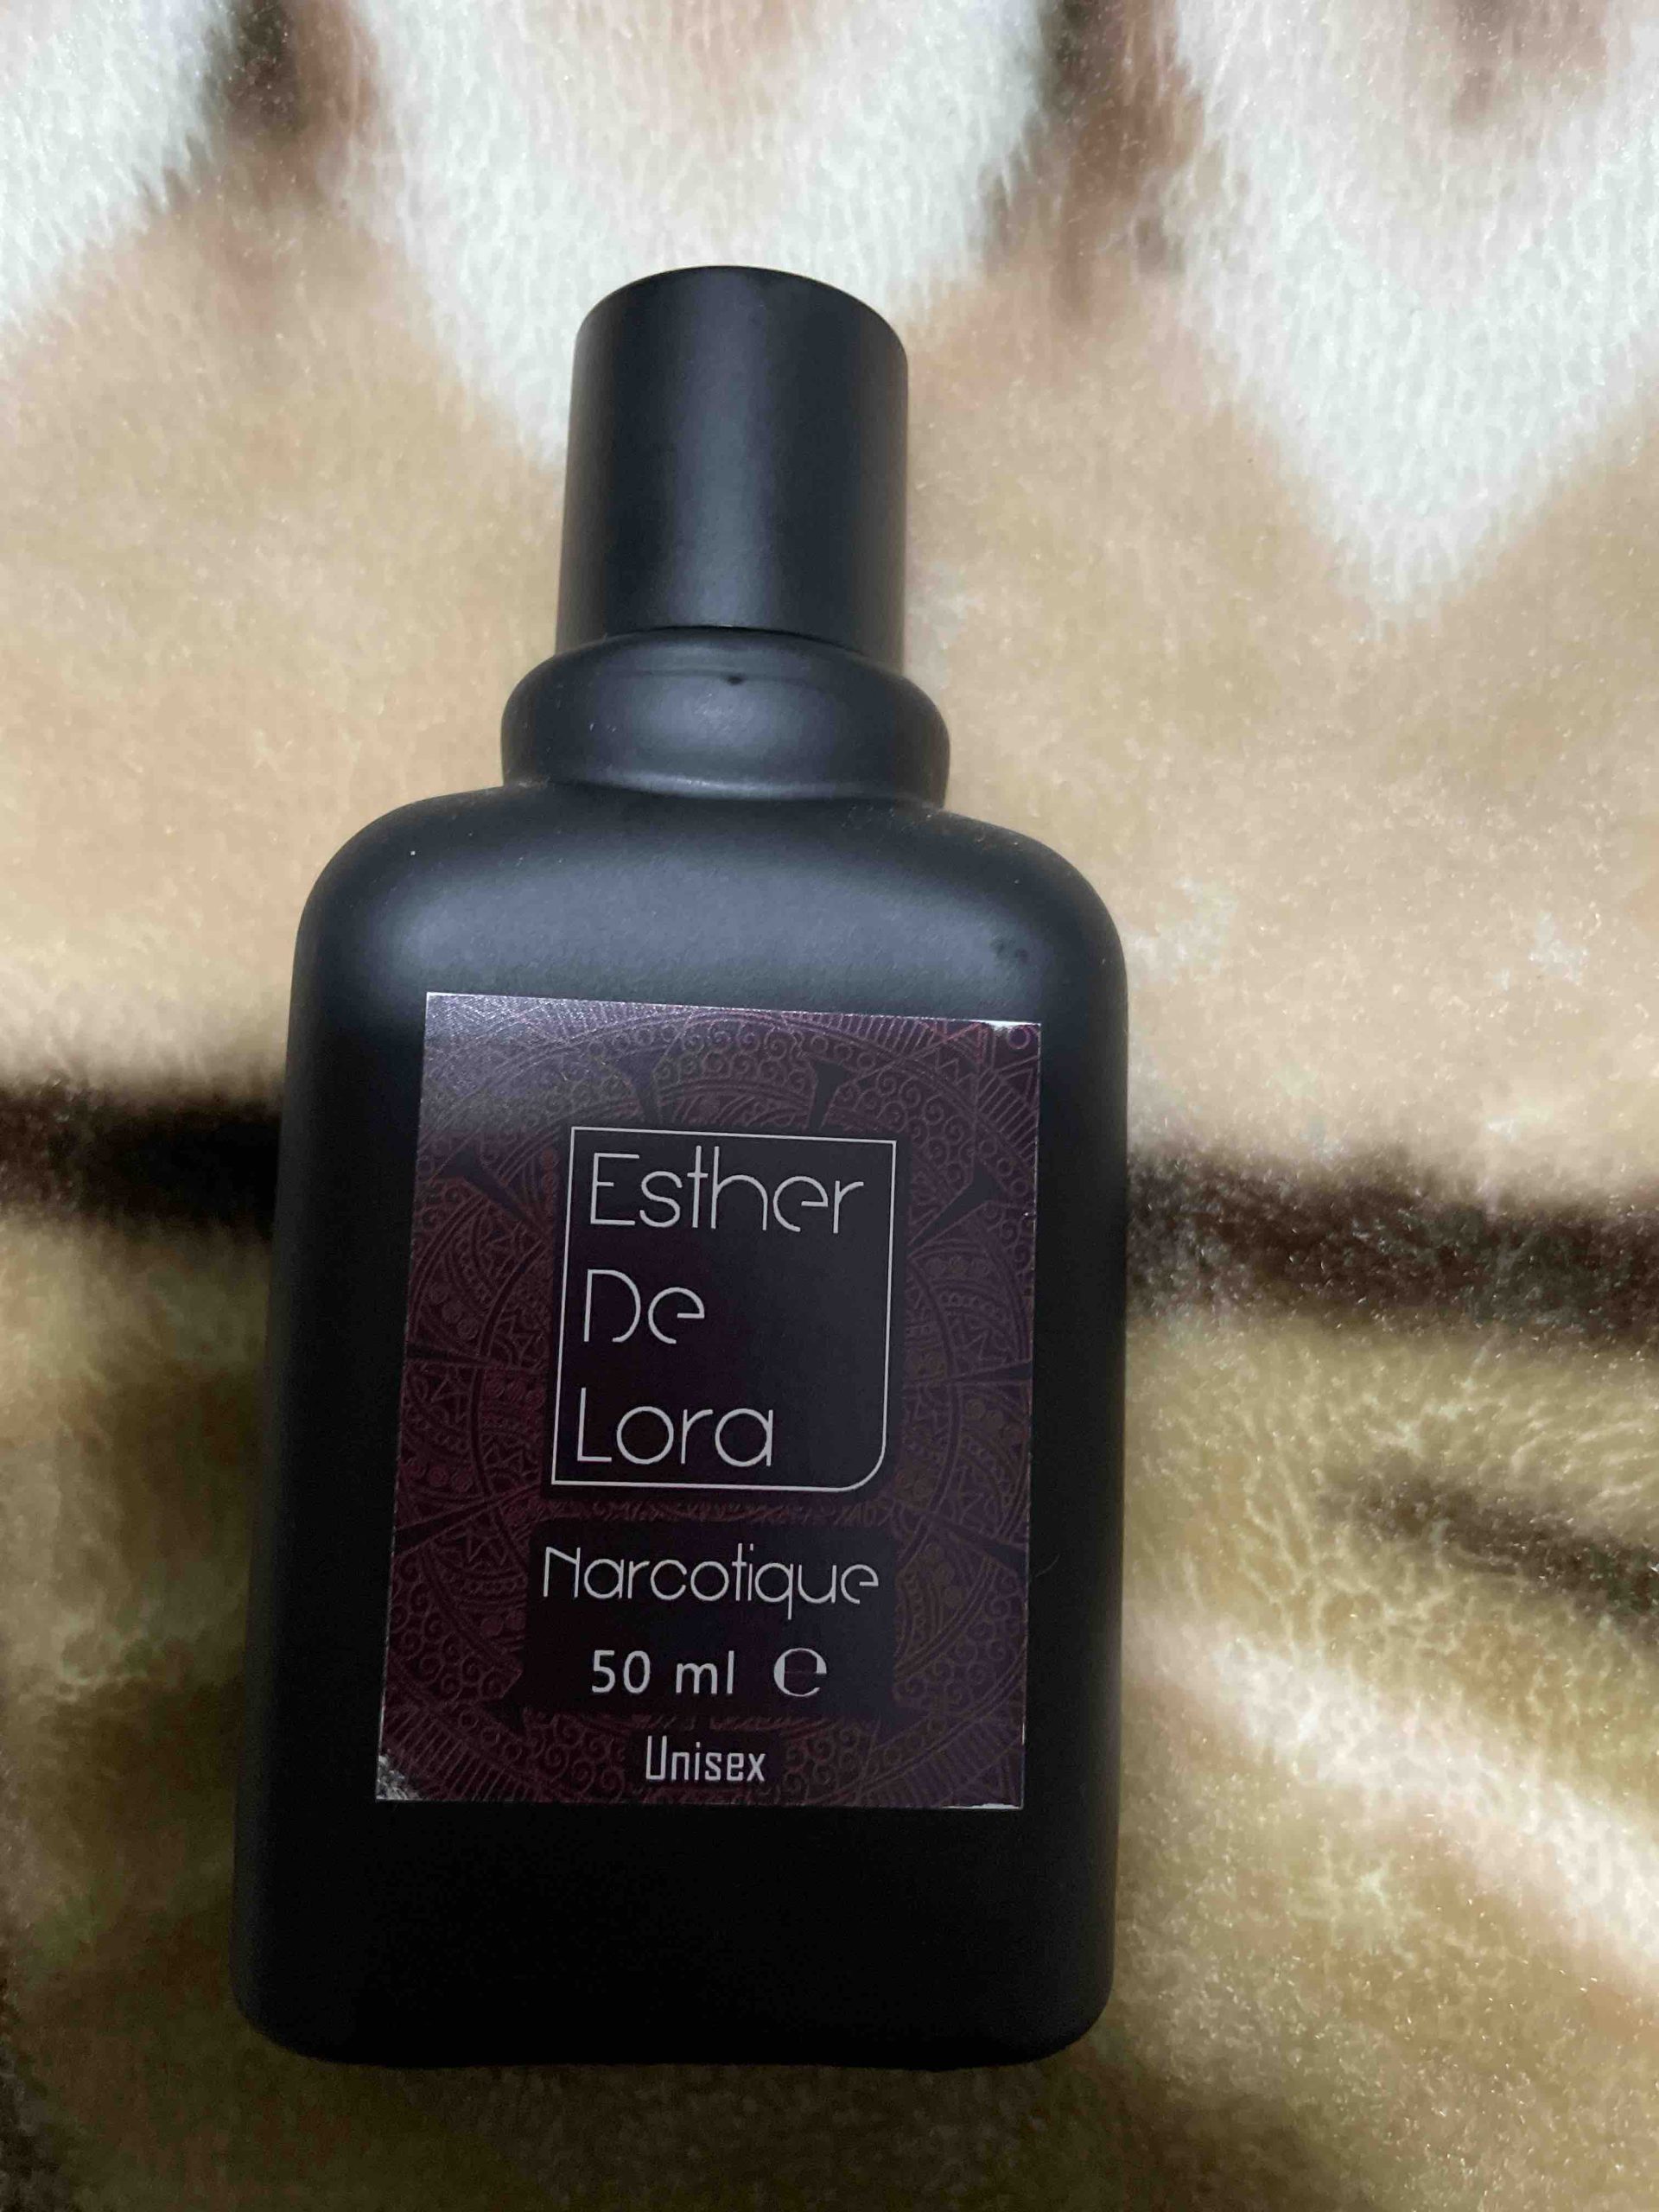 Esther
De
Lora
Narcotique
50 ml ℮
Unisex